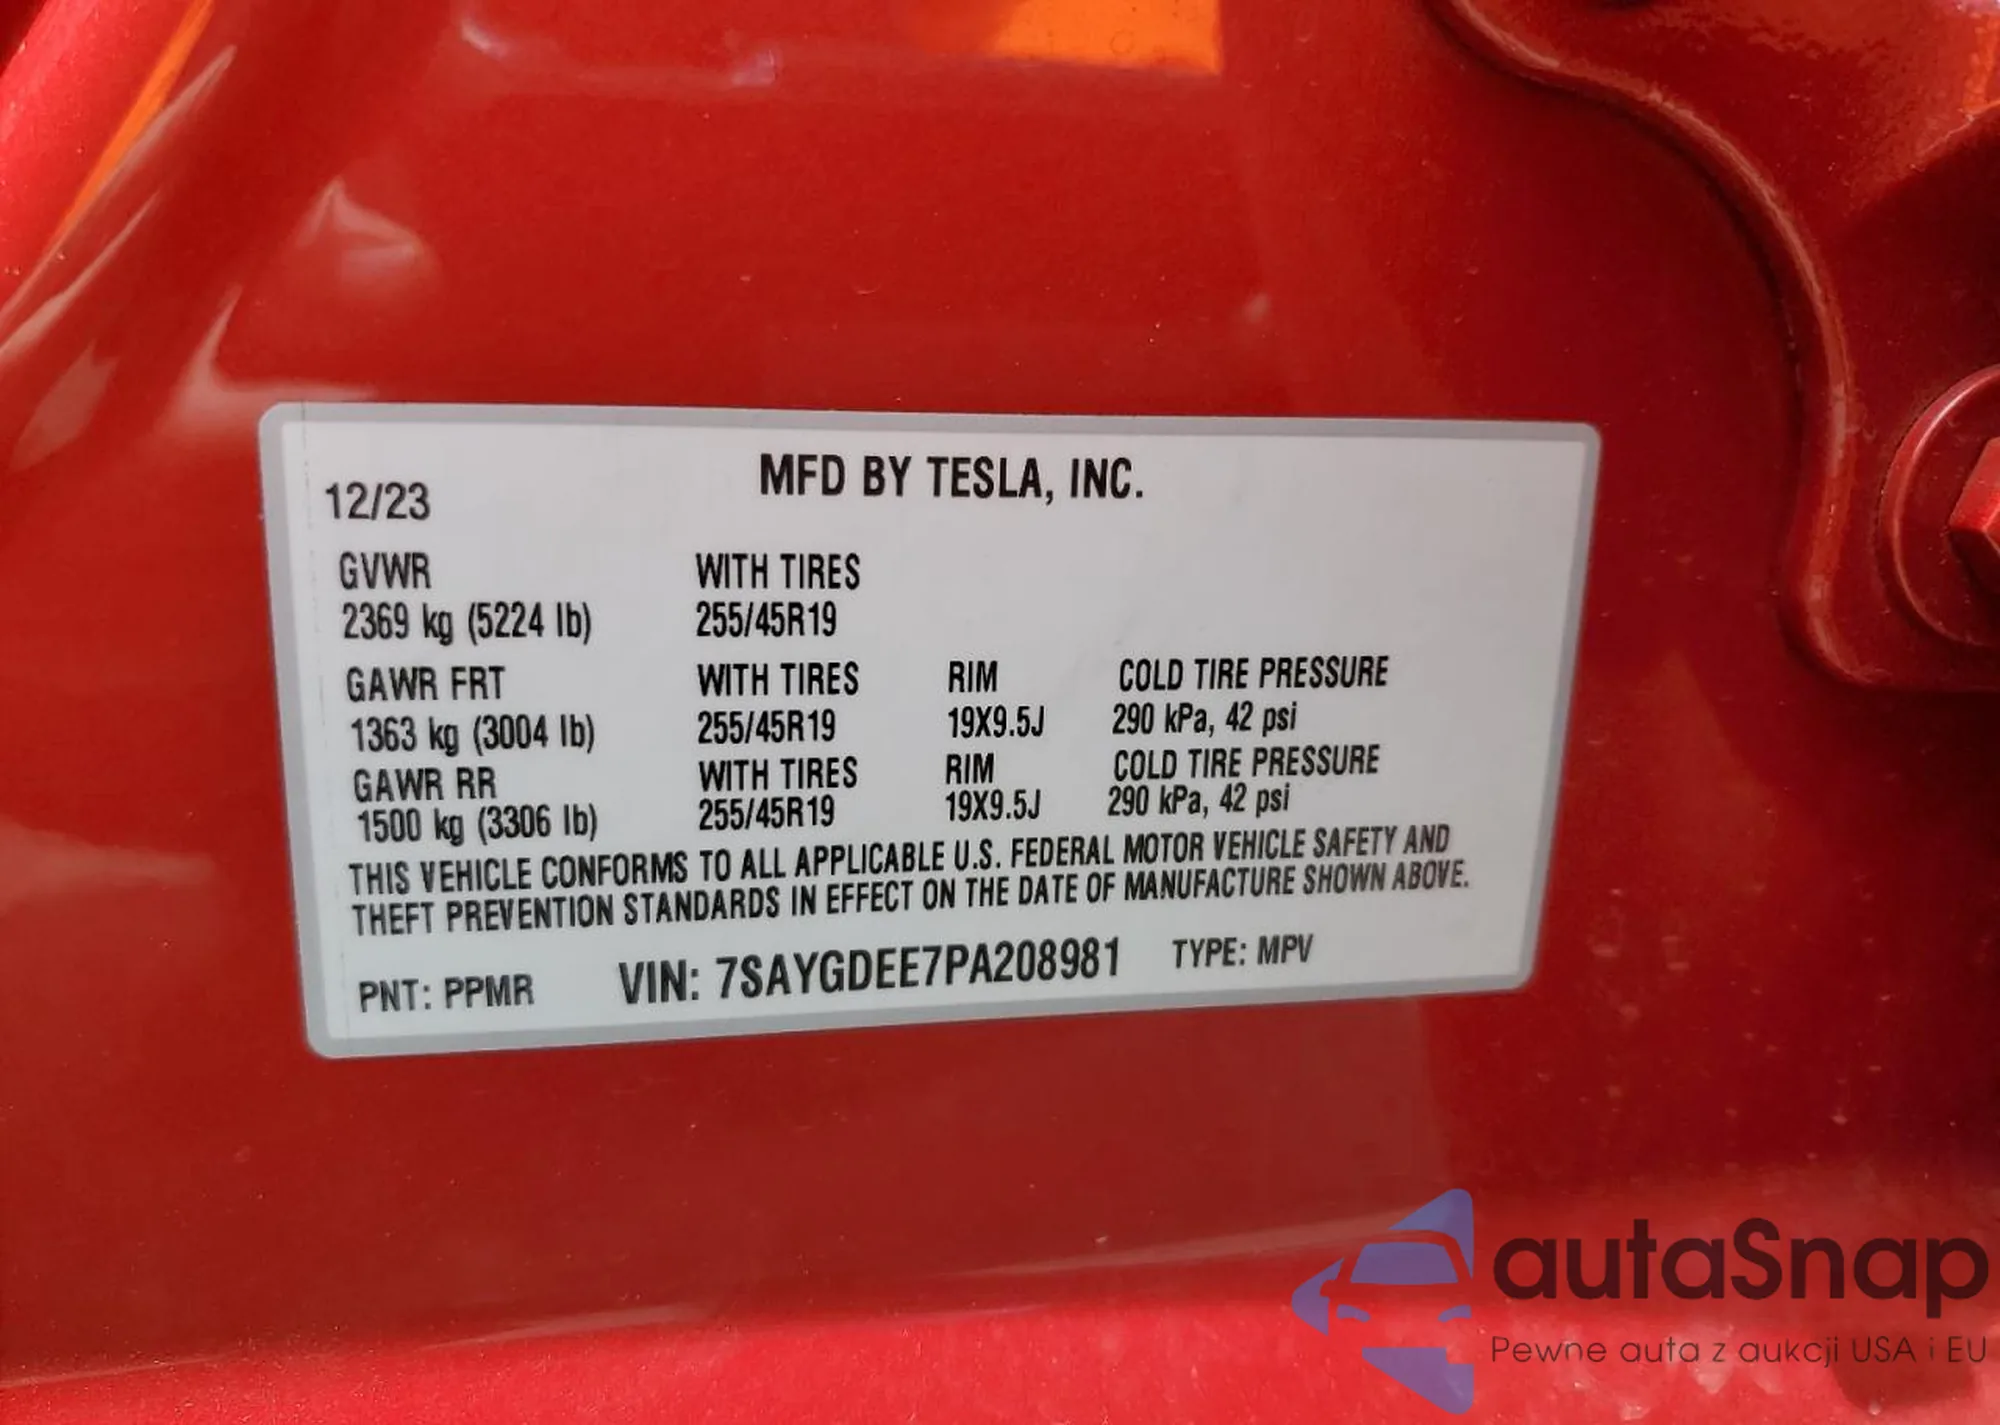 MFD BY TESLA, INC.
12/23
GVWR WITH TIRES
2369 kg (5224 lb) 255/45R19
GAWR FRT WITH TIRES RIM COLD TIRE PRESSURE
1363 kg (3004 lb) 255/45R19 19X9.5J 290 kPa, 42 psi
GAWR RR WITH TIRES RIM COLD TIRE PRESSURE
1500 kg (3306 lb) 255/45R19 19X9.5J 290 kPa, 42 psi
THIS VEHICLE CONFORMS TO ALL APPLICABLE U.S. FEDERAL MOTOR VEHICLE SAFETY AND
THEFT PREVENTION STANDARDS IN EFFECT ON THE DATE OF MANUFACTURE SHOWN ABOVE.
PNT: PPMR VIN: 7SAYGDEE7PA208981 TYPE: MPV
autaSnap
Pewne auta z aukcji USA i EU